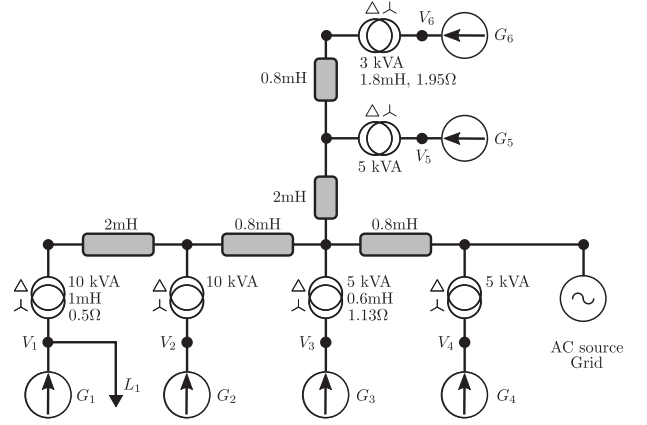 V6
G6
3 kVA
1.8mH, 1.95Ω
0.8mH
G5
V5
5 kVA
2mH
2mH
0.8mH
0.8mH
10 kVA
1mH
0.5Ω
10 kVA
5 kVA
0.6mH
1.13Ω
5 kVA
V1
V2
V3
V4
AC source
Grid
L1
G1
G2
G3
G4